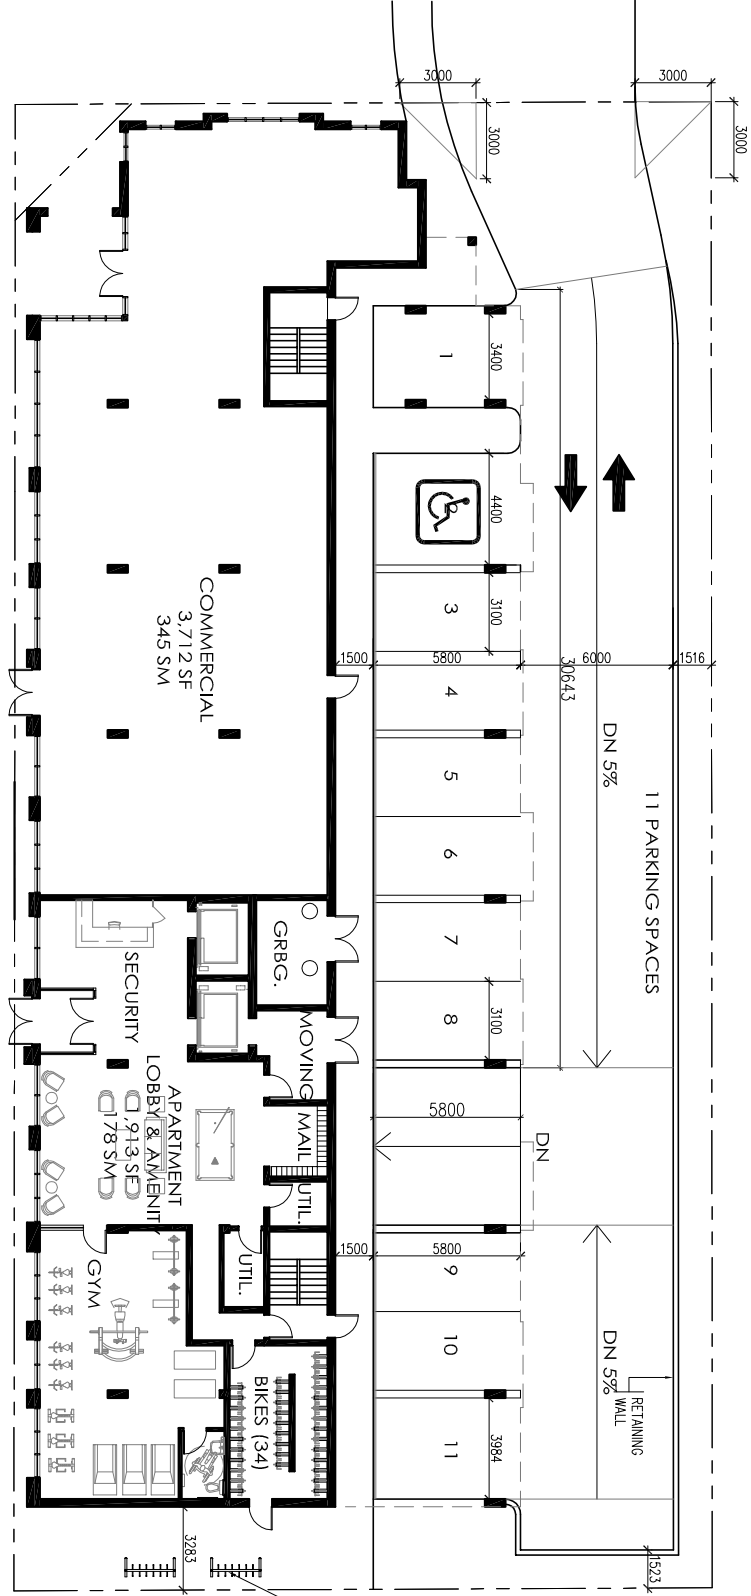 3000
3000
3000
3000
1
3400
2
4400
COMMERCIAL
3,712 SF
345 SM
3
3100
1500
5800
30643
6000
1516
4
DN 5%
5
11 PARKING SPACES
6
7
GRBG.
SECURITY
8
3100
MOVING
APARTMENT
LOBBY & AMENITY
1,913 SF
178 SM
MAIL
5800
DN
UTIL.
1500
5800
UTIL.
9
GYM
10
DN 5%
RETAINING
WALL
BIKES (34)
11
3984
3283
1523